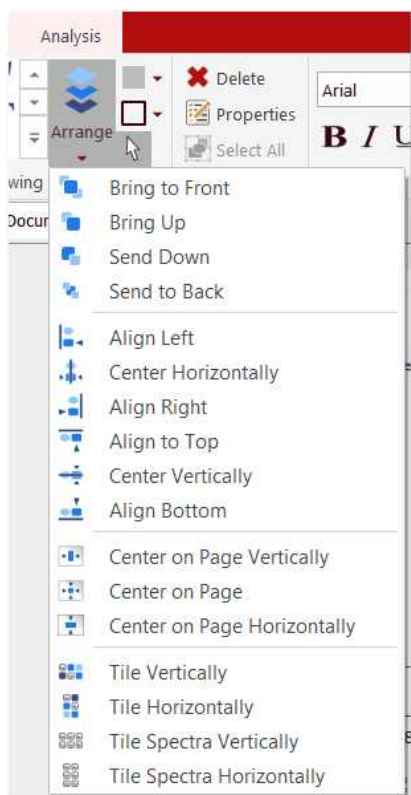 Analysis
Delete
Properties
Select All
Arrange
Arial
B I U
wing
Docur
Bring to Front
Bring Up
Send Down
Send to Back
Align Left
Center Horizontally
Align Right
Align to Top
Center Vertically
Align Bottom
Center on Page Vertically
Center on Page
Center on Page Horizontally
Tile Vertically
Tile Horizontally
Tile Spectra Vertically
Tile Spectra Horizontally